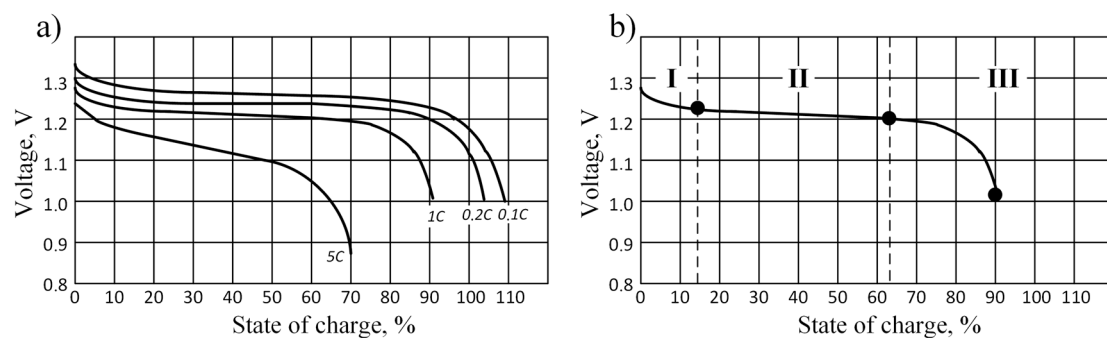 a)
Voltage, V
1.3
1.2
1.1
1.0
0.9
0.8
1C
0.2C
0.1C
5C
0 10 20 30 40 50 60 70 80 90 100 110
State of charge, %
b)
Voltage, V
I II III
1.3
1.2
1.1
1.0
0.9
0.8
0 10 20 30 40 50 60 70 80 90 100 110
State of charge, %